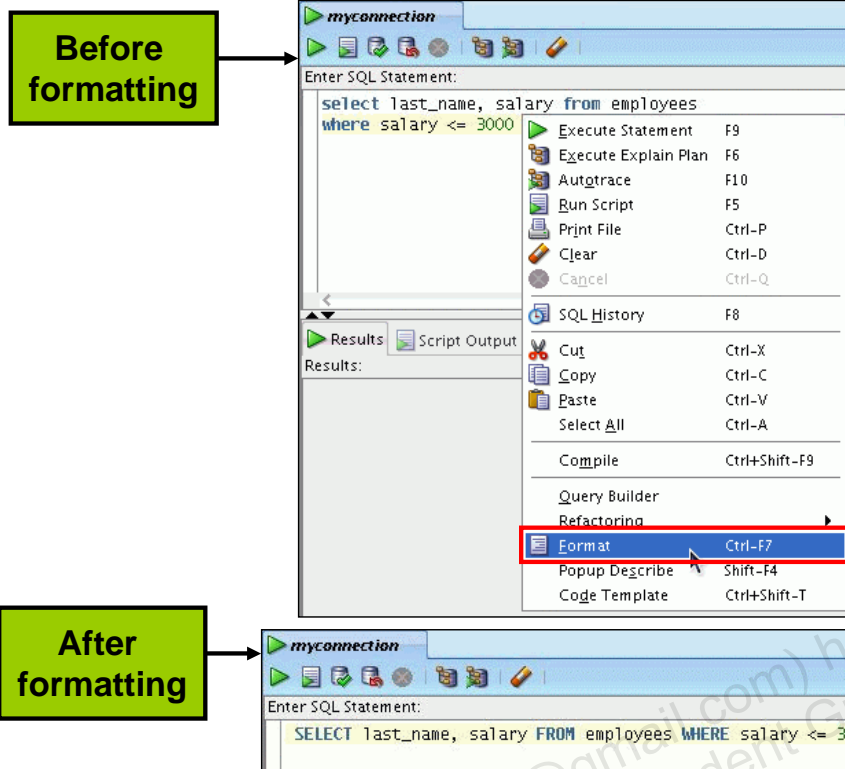 Before
formatting
myconnection
Enter SQL Statement:
select last_name, salary from employees
where salary <= 3000
Execute Statement F9
Execute Explain Plan F6
Autotrace F10
Run Script F5
Print File Ctrl-P
Clear Ctrl-D
Cancel Ctrl-Q
SQL History F8
Cut Ctrl-X
Copy Ctrl-C
Paste Ctrl-V
Select All Ctrl-A
Compile Ctrl+Shift-F9
Query Builder
Refactoring
Format Ctrl-F7
Popup Describe Shift-F4
Code Template Ctrl+Shift-T
Results Script Output
Results:
After
formatting
myconnection
Enter SQL Statement:
SELECT last_name, salary FROM employees WHERE salary <= 3
gmail.com) h